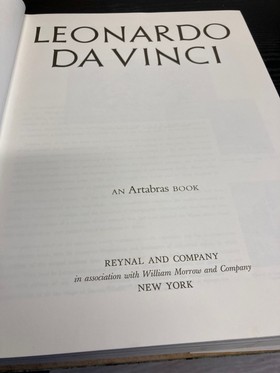 LEONARDO
DA VINCI
AN Artabras BOOK
REYNAL AND COMPANY
in association with William Morrow and Company
NEW YORK